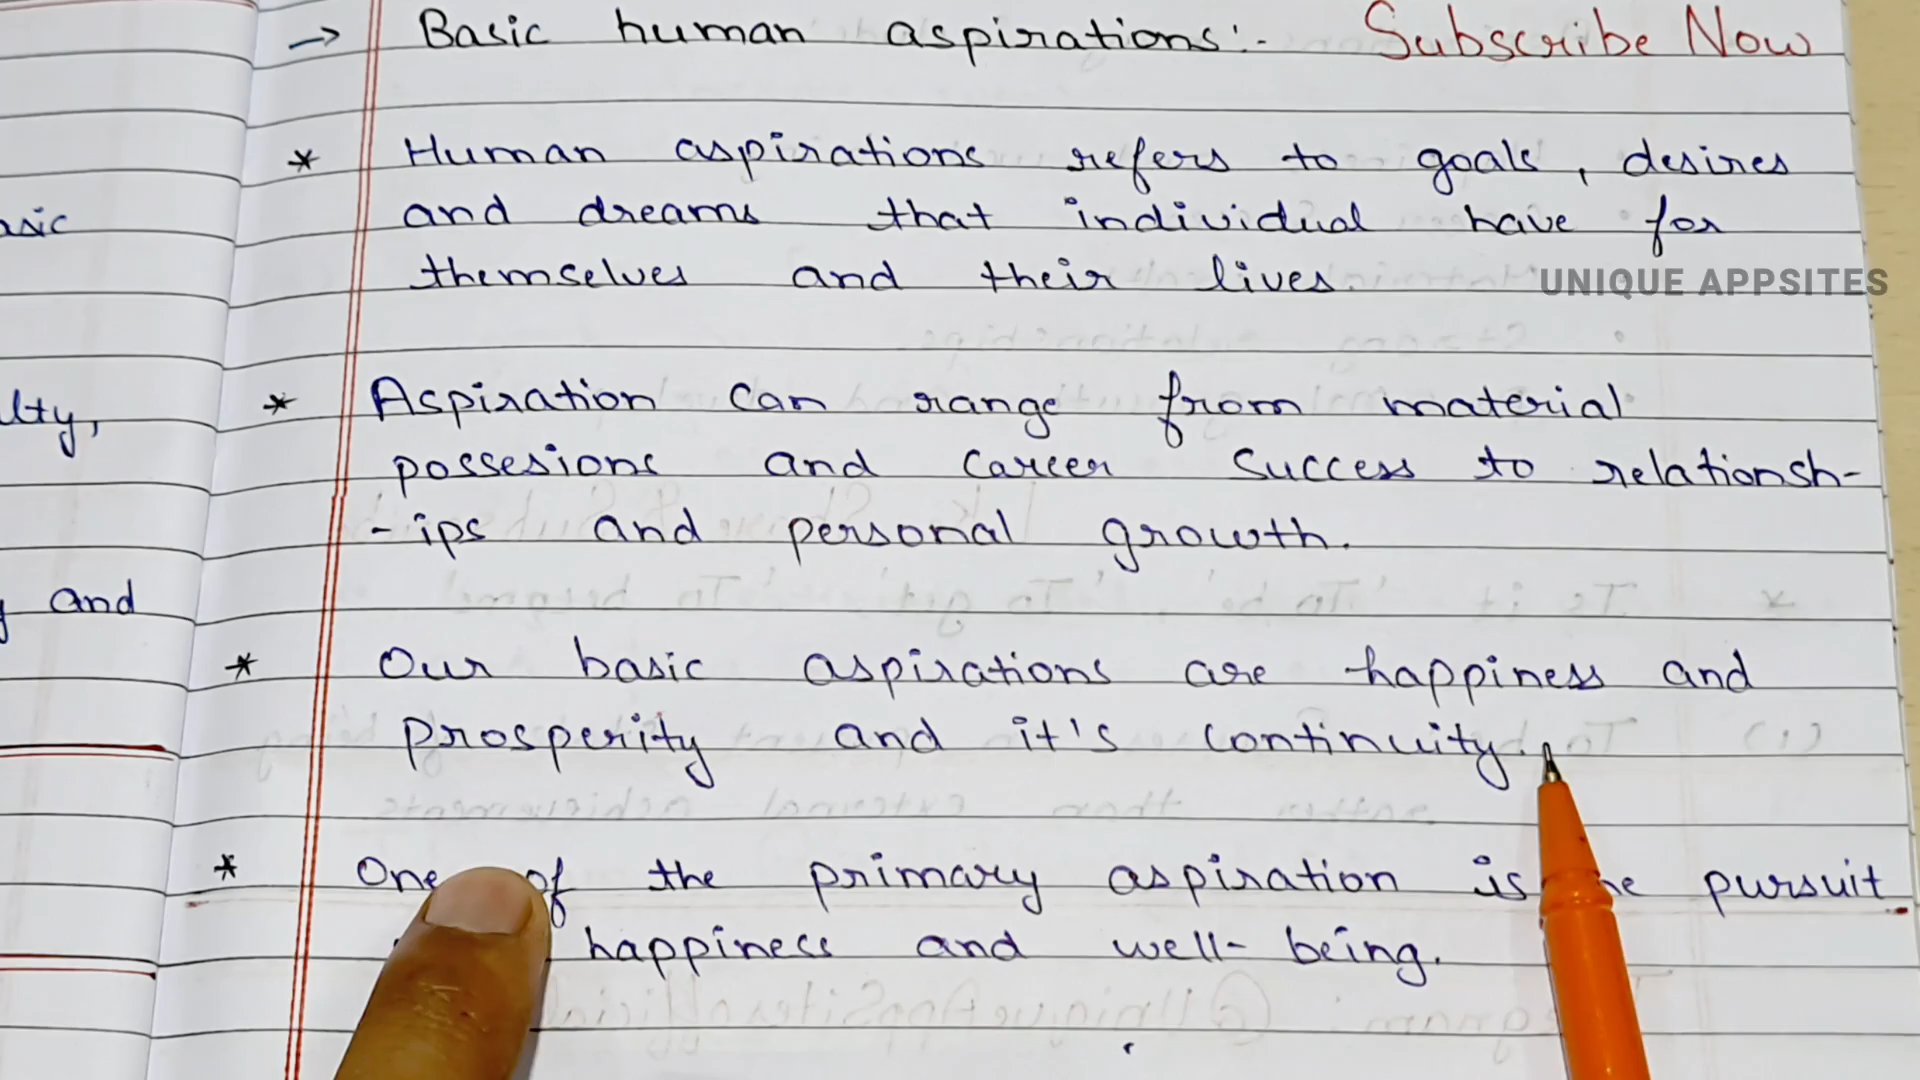 → Basic human aspirations:- Subscribe Now
* Human aspirations refers to goals, desires
and dreams that individual have for
themselves and their lives.
UNIQUE APPSITES
* Aspiration can range from material
possesions and career success to relationsh-
-ips and personal growth.
* Our basic aspirations are happiness and
prosperity and it's continuity.
* One of the primary aspiration is pursuit
happiness and well-being.
asic
lty,
and